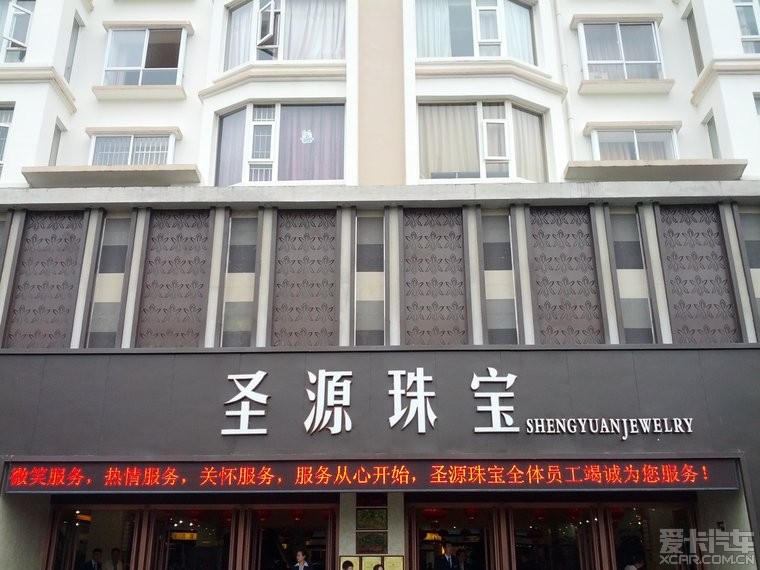 圣源珠宝 SHENGYUANJEWELRY
微笑服务，热情服务，关怀服务，服务从心开始，圣源珠宝全体员工竭诚为您服务！
爱卡汽车
XCAR.COM.CN